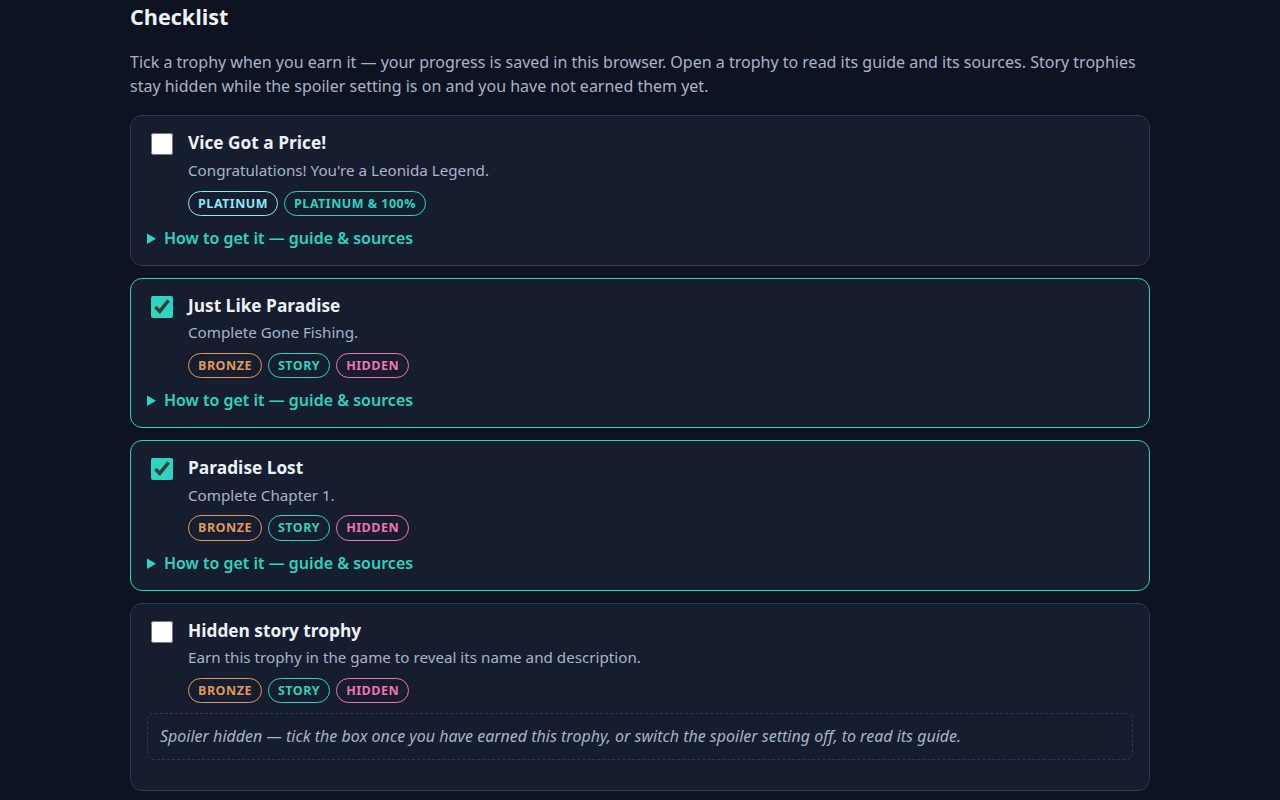 Checklist
Tick a trophy when you earn it — your progress is saved in this browser. Open a trophy to read its guide and its sources. Story trophies
stay hidden while the spoiler setting is on and you have not earned them yet.
Vice Got a Price!
Congratulations! You're a Leonida Legend.
PLATINUM PLATINUM & 100%
How to get it — guide & sources
Just Like Paradise
Complete Gone Fishing.
BRONZE STORY HIDDEN
How to get it — guide & sources
Paradise Lost
Complete Chapter 1.
BRONZE STORY HIDDEN
How to get it — guide & sources
Hidden story trophy
Earn this trophy in the game to reveal its name and description.
BRONZE STORY HIDDEN
Spoiler hidden — tick the box once you have earned this trophy, or switch the spoiler setting off, to read its guide.